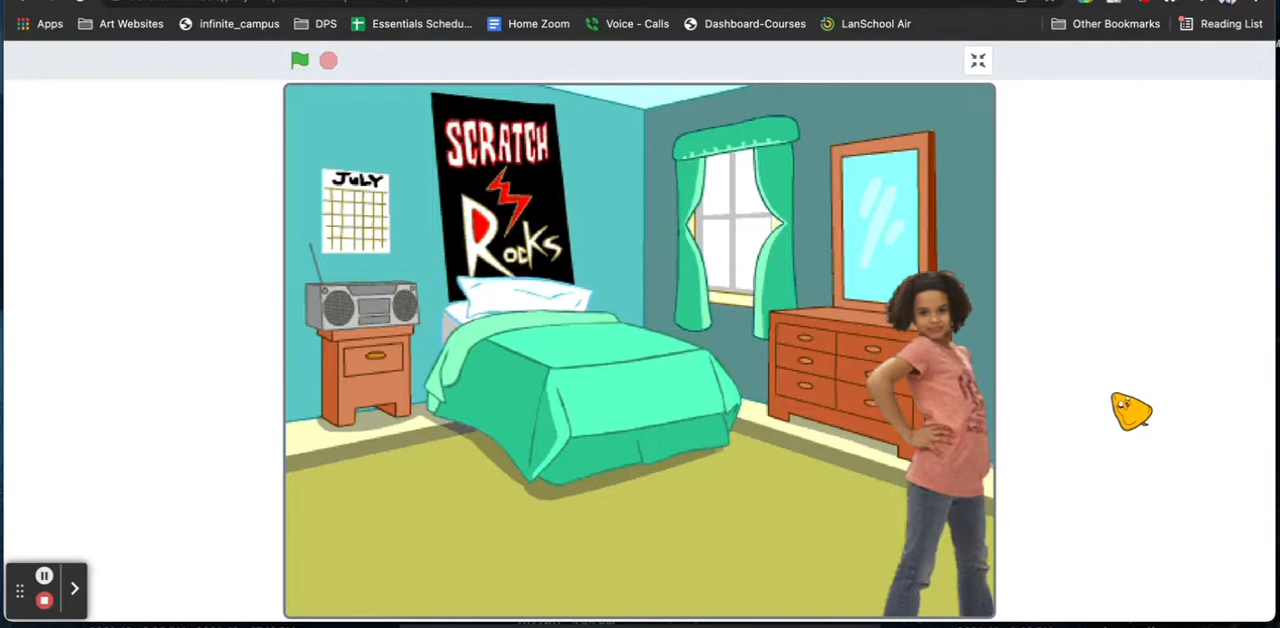 Apps
Art Websites
infinite_campus
DPS
Essentials Schedu...
Home Zoom
Voice - Calls
Dashboard-Courses
LanSchool Air
Other Bookmarks
Reading List
JULY
SCRATCH
ROCKS